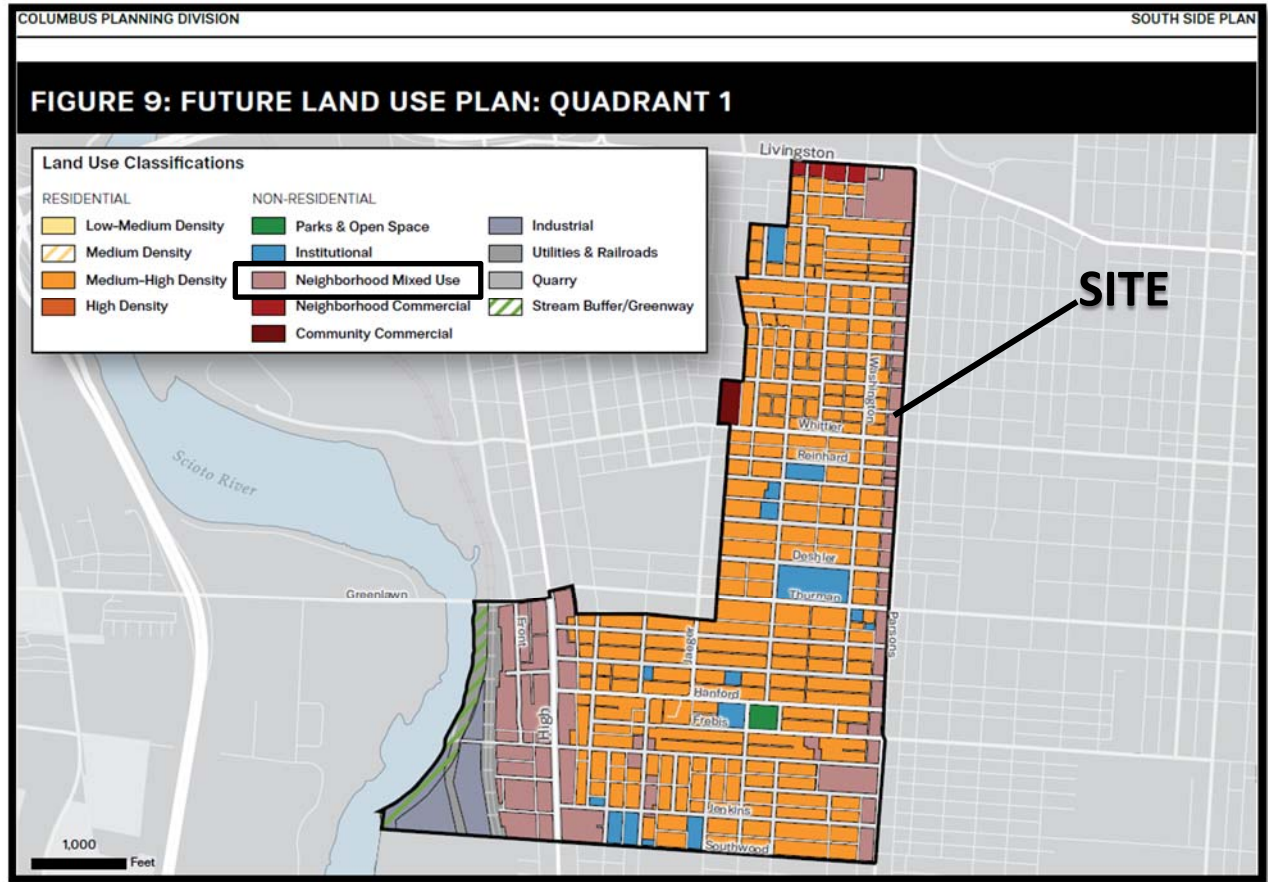 COLUMBUS PLANNING DIVISION
SOUTH SIDE PLAN
FIGURE 9: FUTURE LAND USE PLAN: QUADRANT 1
Land Use Classifications
RESIDENTIAL
Low-Medium Density
Medium Density
Medium-High Density
High Density
NON-RESIDENTIAL
Parks & Open Space
Institutional
Neighborhood Mixed Use
Neighborhood Commercial
Community Commercial
Industrial
Utilities & Railroads
Quarry
Stream Buffer/Greenway
Livingston
SITE
Washington
Whittier
Reinhard
Scioto River
Deshler
Thurman
Greenlawn
Front
Jaeger
Parsons
Hanford
High
Frebis
Jenkins
Southwood
1,000
Feet